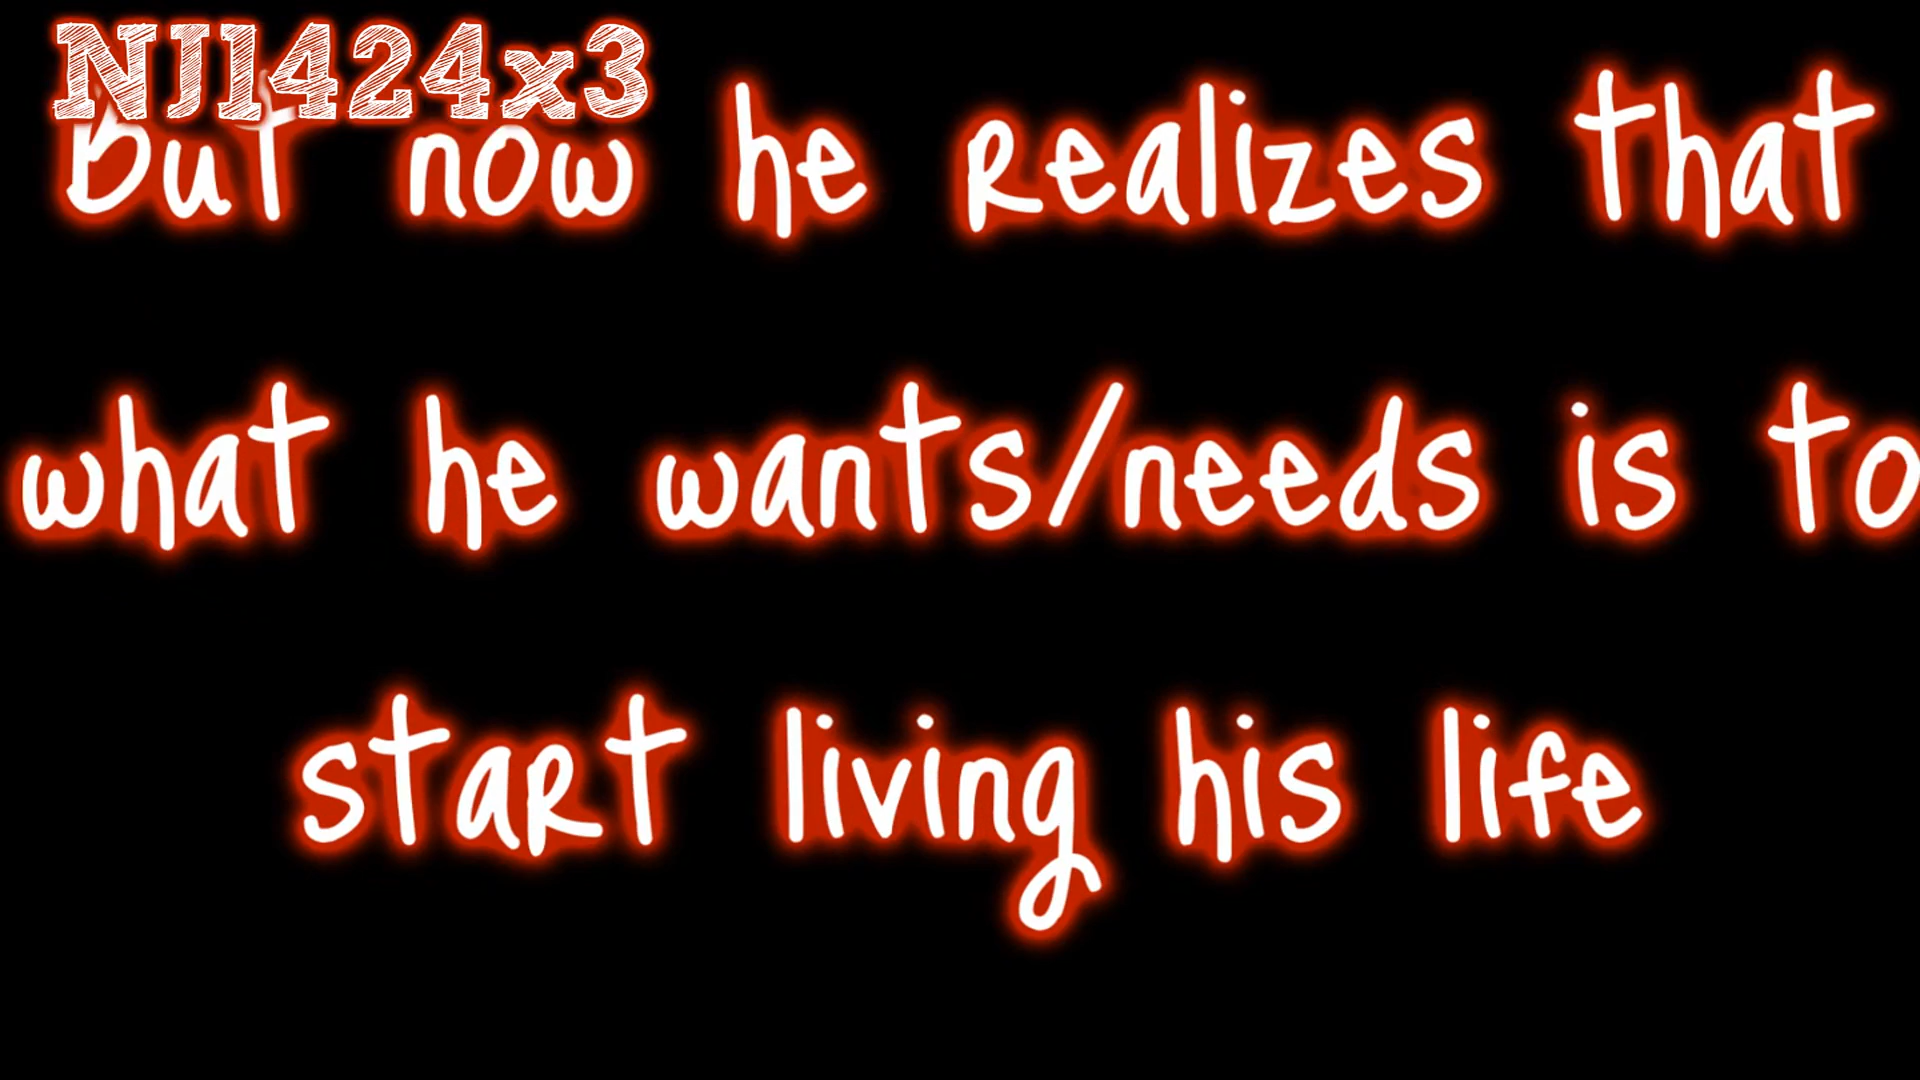 NJ1424x3
But now he Realizes that
what he wants/needs is to
staRt living his life